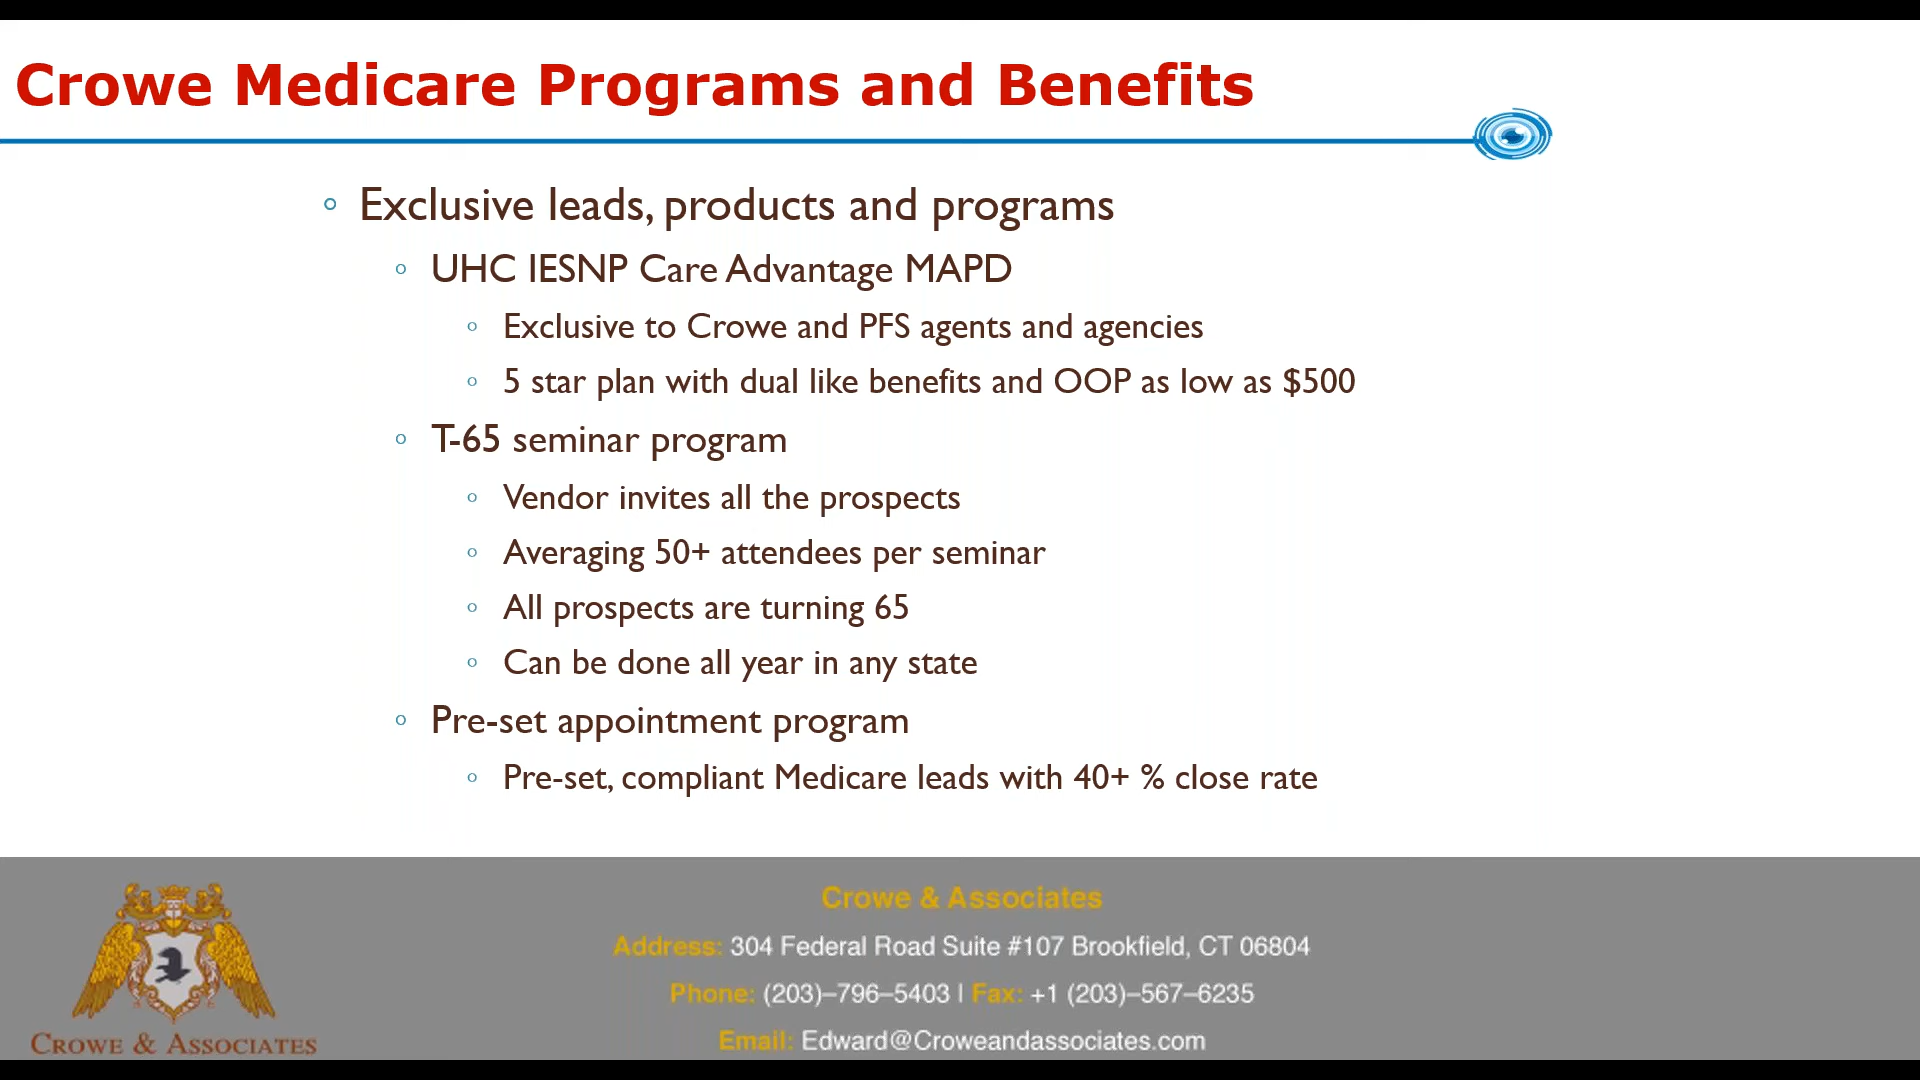 Crowe Medicare Programs and Benefits
Exclusive leads, products and programs
UHC IESNP Care Advantage MAPD
Exclusive to Crowe and PFS agents and agencies
5 star plan with dual like benefits and OOP as low as $500
T-65 seminar program
Vendor invites all the prospects
Averaging 50+ attendees per seminar
All prospects are turning 65
Can be done all year in any state
Pre-set appointment program
Pre-set, compliant Medicare leads with 40+ % close rate
Crowe & Associates
Address: 304 Federal Road Suite #107 Brookfield, CT 06804
Phone: (203)–796–5403 | Fax: +1 (203)–567–6235
Email: Edward@Croweandassociates.com
Crowe & Associates